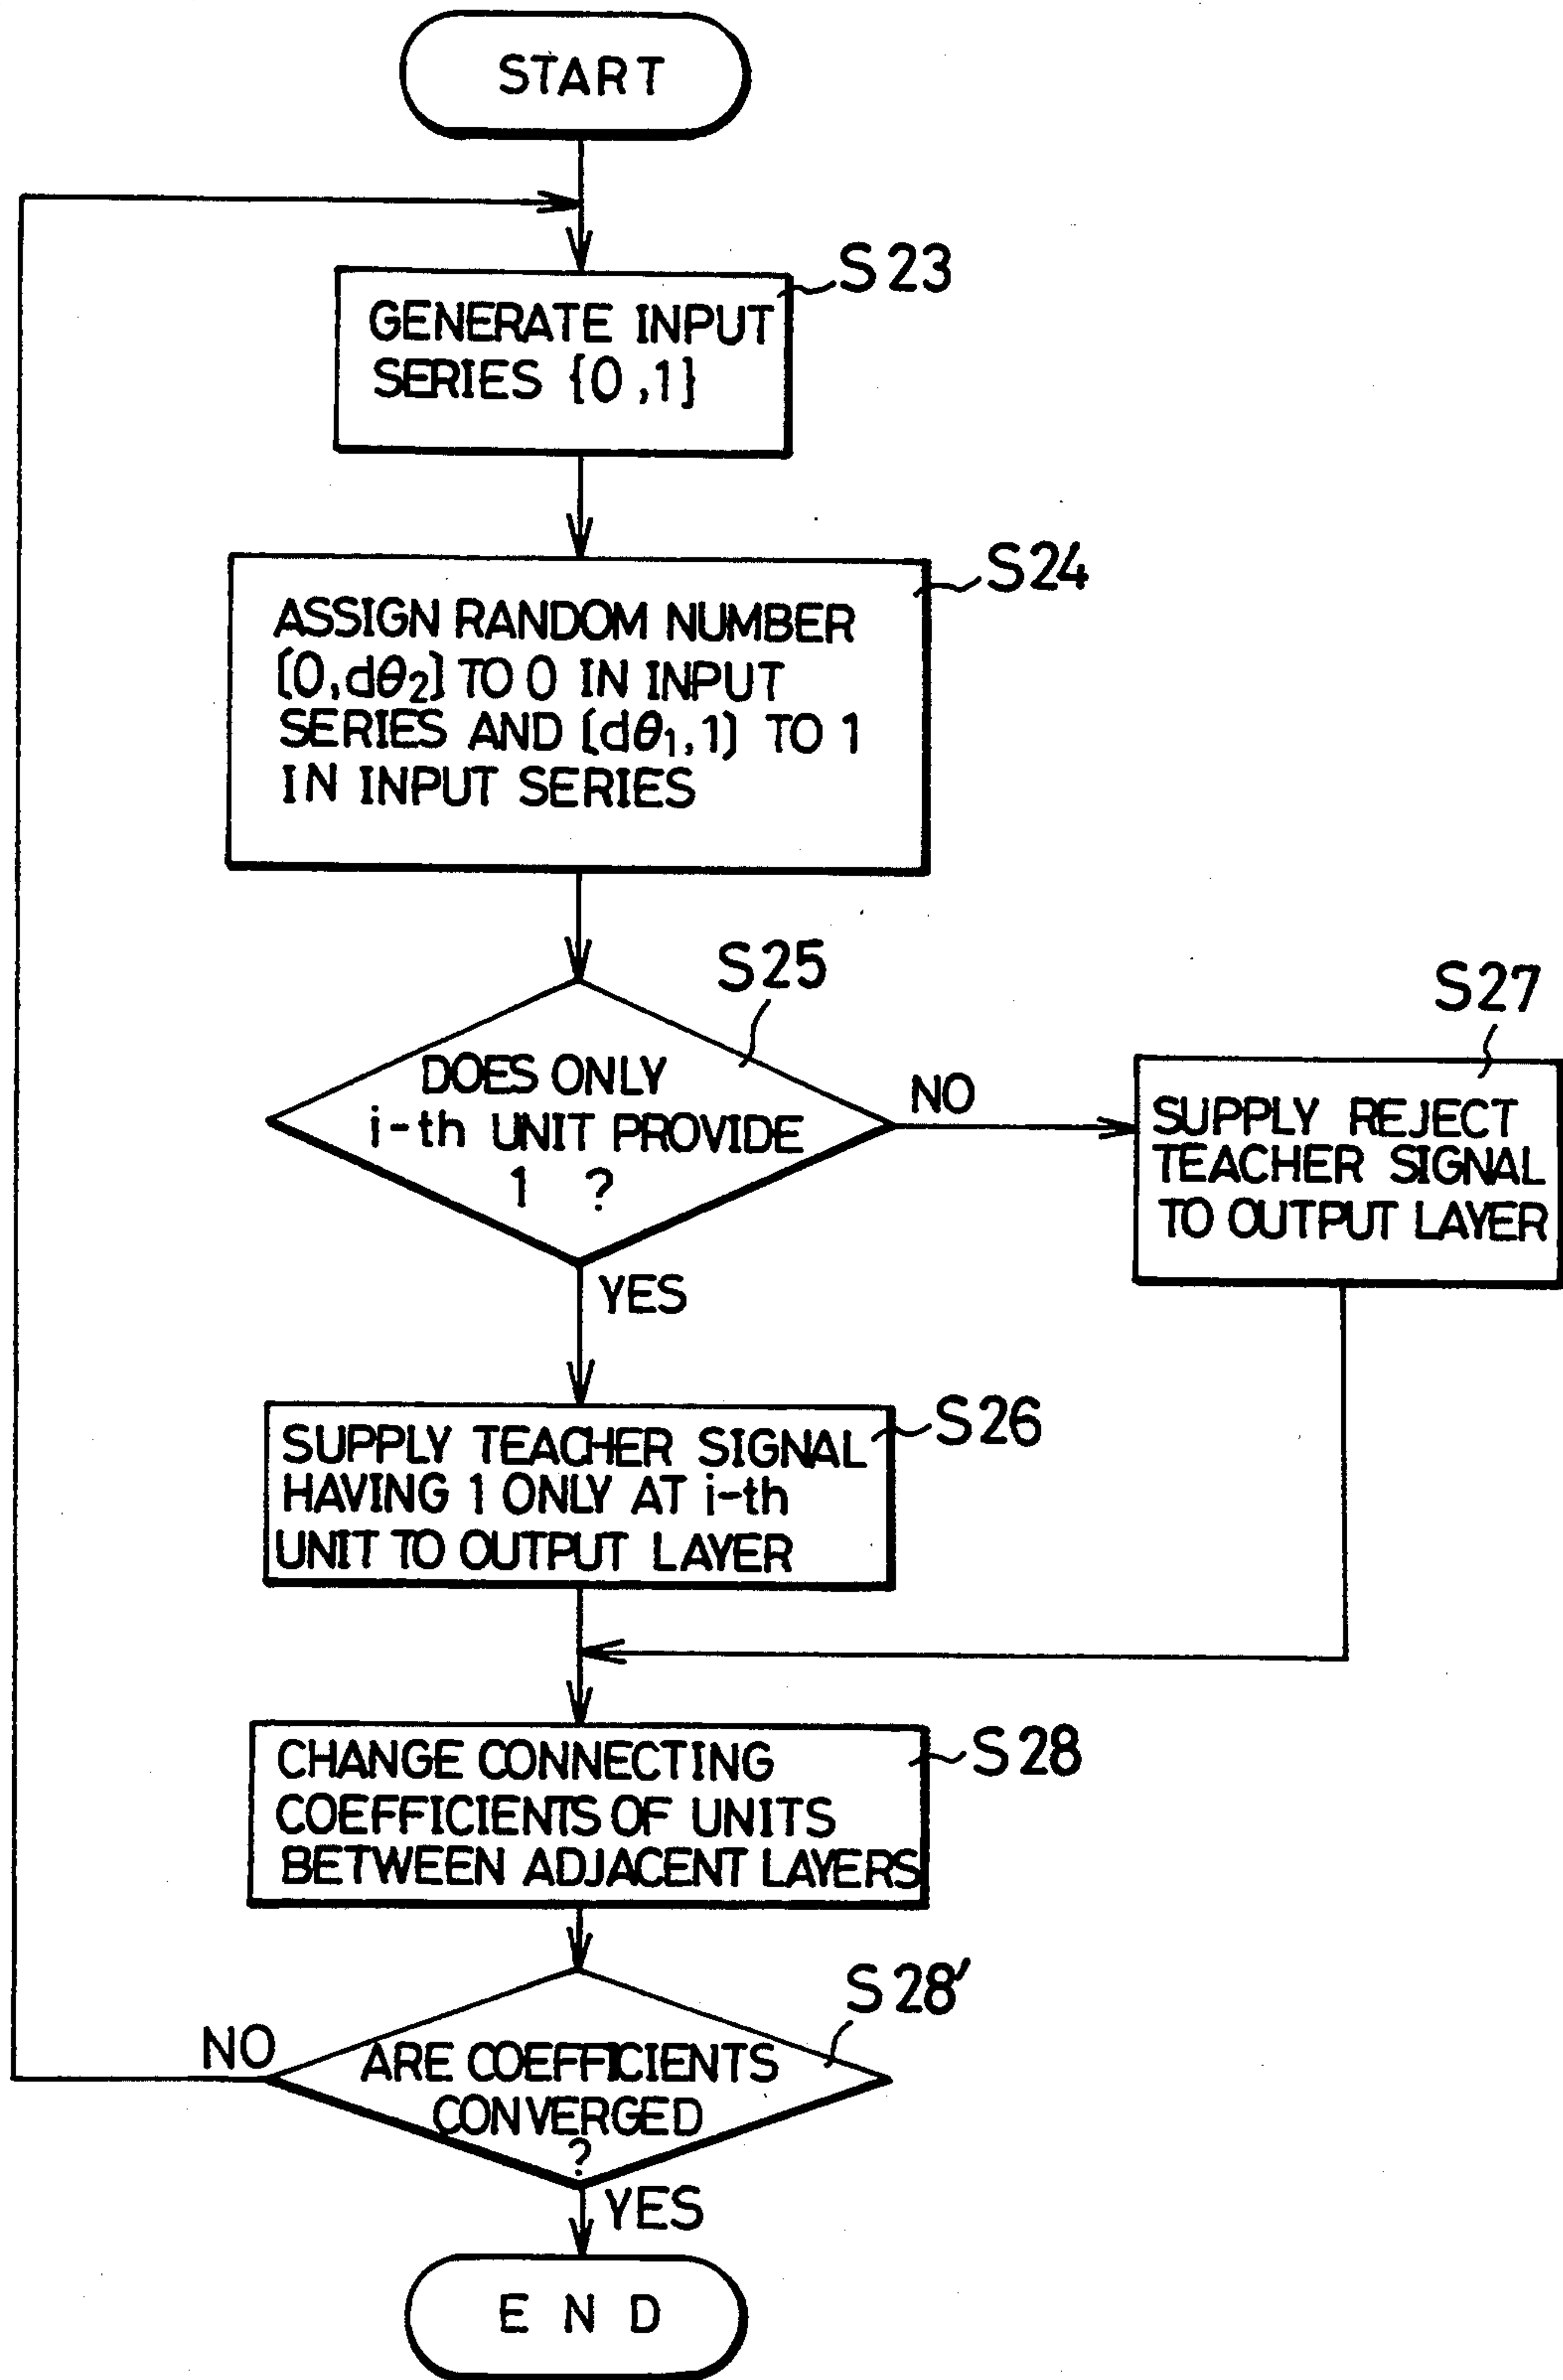 START
S23
GENERATE INPUT
SERIES {0,1}
S24
ASSIGN RANDOM NUMBER
[0,dθ₂] TO 0 IN INPUT
SERIES AND [dθ₁,1] TO 1
IN INPUT SERIES
S25
DOES ONLY
i-th UNIT PROVIDE
1 ?
NO
S27
SUPPLY REJECT
TEACHER SIGNAL
TO OUTPUT LAYER
YES
S26
SUPPLY TEACHER SIGNAL
HAVING 1 ONLY AT i-th
UNIT TO OUTPUT LAYER
S28
CHANGE CONNECTING
COEFFICIENTS OF UNITS
BETWEEN ADJACENT LAYERS
S28'
NO
ARE COEFFICIENTS
CONVERGED
?
YES
END